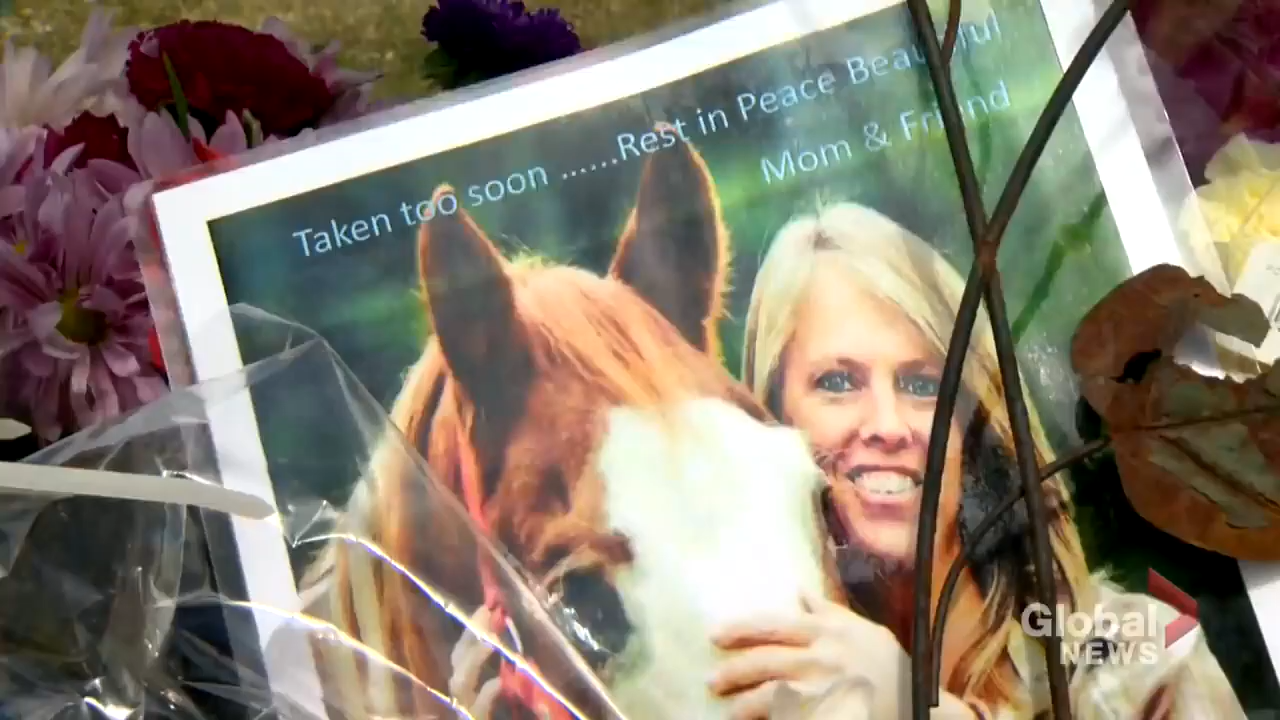 Taken too soon ......Rest in Peace Beautiful
Mom & Friend
Global
NEWS